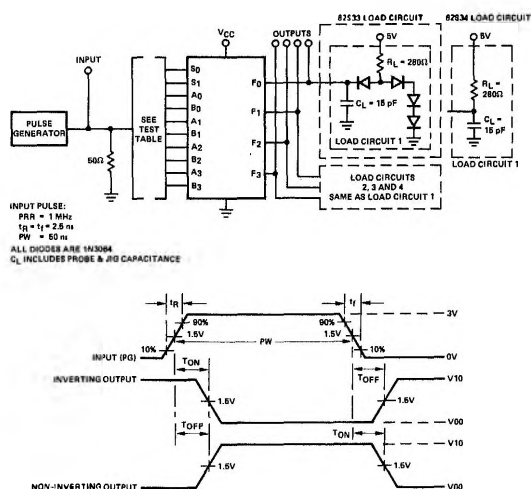 82S33 LOAD CIRCUIT
82S34 LOAD CIRCUIT
VCC
OUTPUTS
INPUT
5V
5V
RL = 280Ω
RL = 280Ω
CL = 15 pF
CL = 15 pF
LOAD CIRCUIT 1
LOAD CIRCUIT 1
PULSE
GENERATOR
50Ω
SEE
TEST
TABLE
S0
S1
A0
B0
A1
B1
A2
B2
A3
B3
F0
F1
F2
F3
LOAD CIRCUITS
2, 3 AND 4
SAME AS LOAD CIRCUIT 1
INPUT PULSE:
PRR = 1 MHz
tR = tf = 2.5 ns
PW = 50 ns
ALL DIODES ARE 1N3064
CL INCLUDES PROBE & JIG CAPACITANCE
tR
tf
3V
90%
90%
1.5V
1.5V
PW
10%
10%
INPUT (PG)
0V
TON
TOFF
INVERTING OUTPUT
V10
1.5V
1.5V
V00
TOFF
TON
V10
1.5V
1.5V
NON-INVERTING OUTPUT
V00